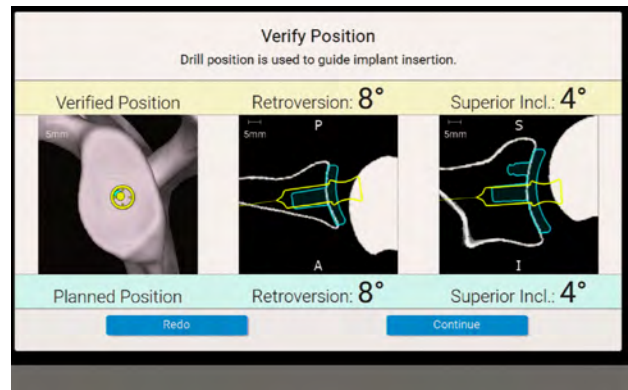 Verify Position
Drill position is used to guide implant insertion.
Verified Position Retroversion: 8° Superior Incl.: 4°
5mm P 5mm S 5mm
A I
Planned Position Retroversion: 8° Superior Incl.: 4°
Redo Continue